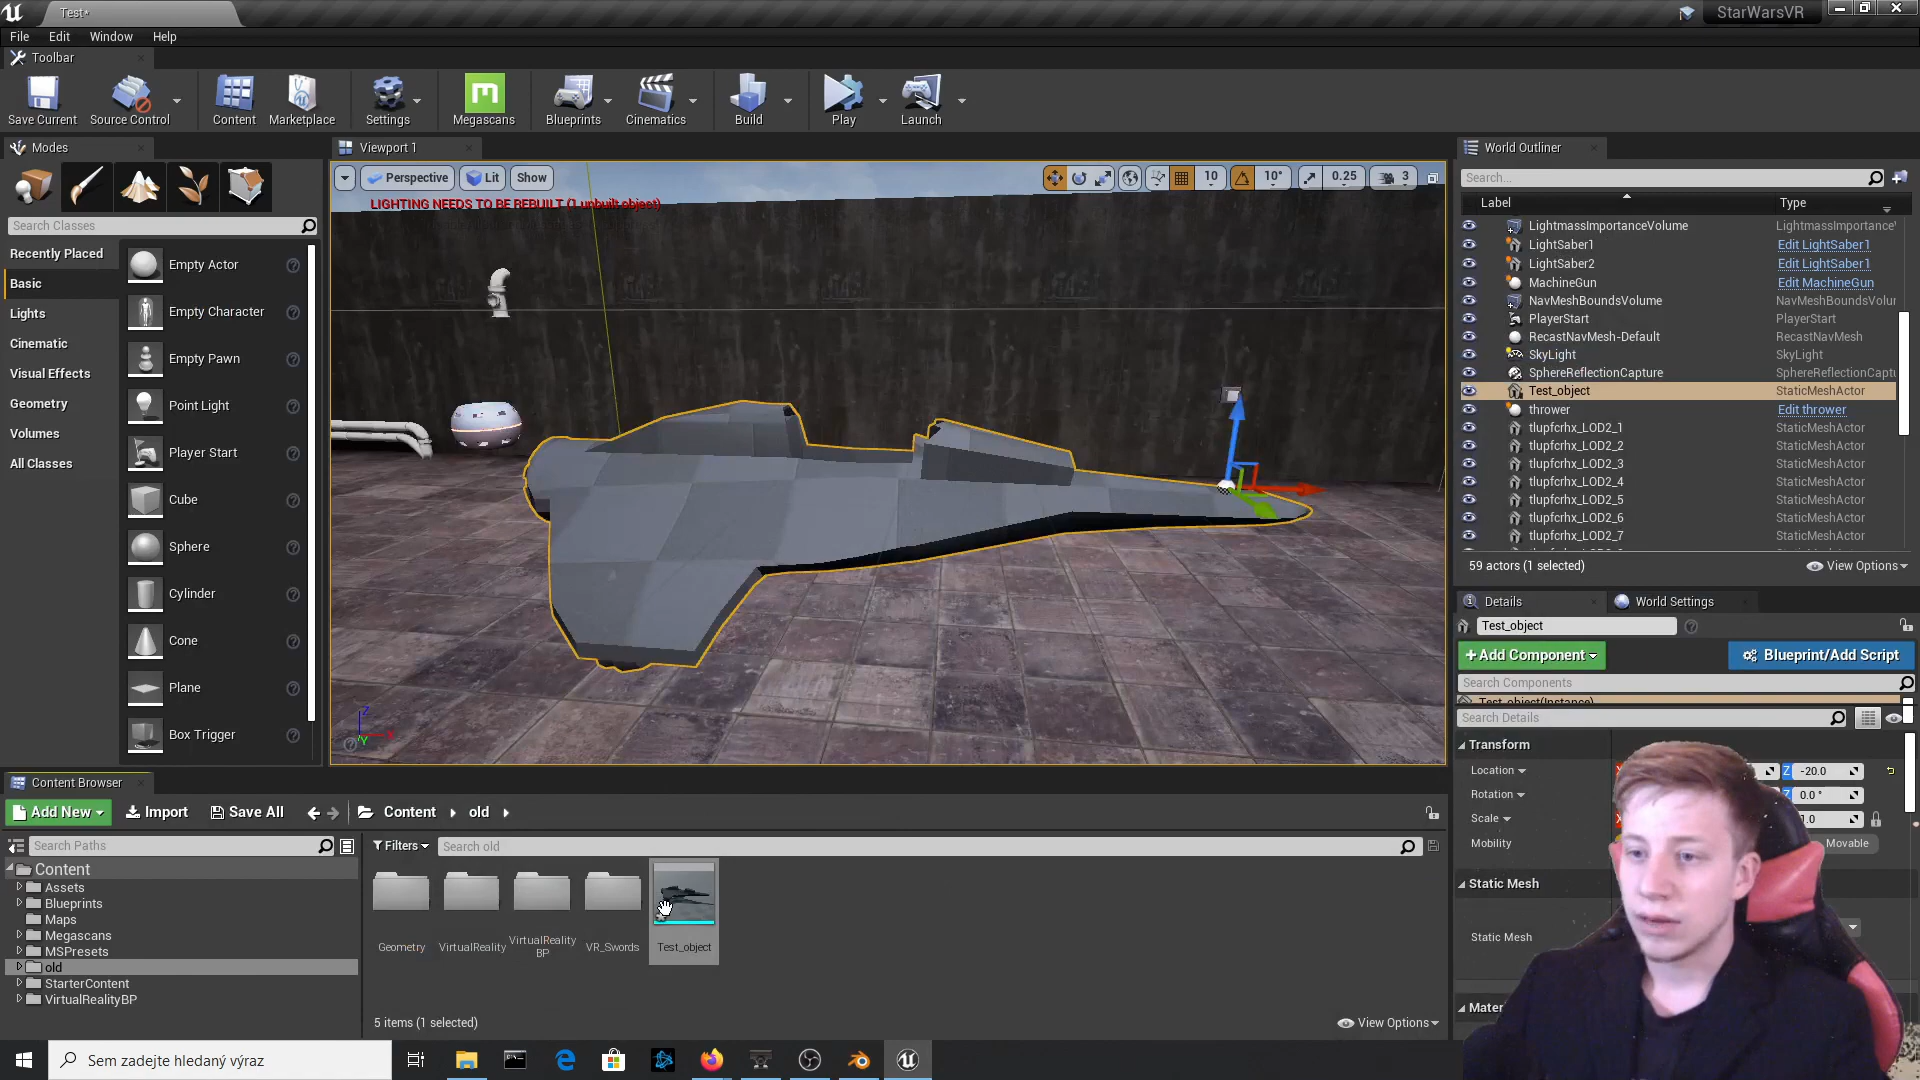 Test*
StarWarsVR
File Edit Window Help
Toolbar
Save Current
Source Control
Content
Marketplace
Settings
Megascans
Blueprints
Cinematics
Build
Play
Launch
Modes
Search Classes
Recently Placed
Basic
Lights
Cinematic
Visual Effects
Geometry
Volumes
All Classes
Empty Actor
Empty Character
Empty Pawn
Point Light
Player Start
Cube
Sphere
Cylinder
Cone
Plane
Box Trigger
Viewport 1
Perspective
Lit
Show
10
10°
0.25
3
LIGHTING NEEDS TO BE REBUILT (1 unbuilt object)
Z
Y
World Outliner
Search...
Label Type
LightmassImportanceVolume LightmassImportance
LightSaber1 Edit LightSaber1
LightSaber2 Edit LightSaber1
MachineGun Edit MachineGun
NavMeshBoundsVolume NavMeshBoundsVolur
PlayerStart PlayerStart
RecastNavMesh-Default RecastNavMesh
SkyLight SkyLight
SphereReflectionCapture SphereReflectionCaptu
Test_object StaticMeshActor
thrower Edit thrower
tlupfcrhx_LOD2_1 StaticMeshActor
tlupfcrhx_LOD2_2 StaticMeshActor
tlupfcrhx_LOD2_3 StaticMeshActor
tlupfcrhx_LOD2_4 StaticMeshActor
tlupfcrhx_LOD2_5 StaticMeshActor
tlupfcrhx_LOD2_6 StaticMeshActor
tlupfcrhx_LOD2_7 StaticMeshActor
59 actors (1 selected)
View Options
Details
World Settings
Test_object
+Add Component
Blueprint/Add Script
Search Components
Test_object(Instance)
Search Details
Transform
Location Z -20.0
Rotation Z 0.0 °
Scale 1.0
Mobility Movable
Static Mesh
Static Mesh
Mater
Content Browser
Add New
Import
Save All
Content
old
Search Paths
Filters
Search old
Content
Assets
Blueprints
Maps
Megascans
MSPresets
old
StarterContent
VirtualRealityBP
Geometry
VirtualReality
VirtualReality
BP
VR_Swords
Test_object
5 items (1 selected)
View Options
Sem zadejte hledaný výraz